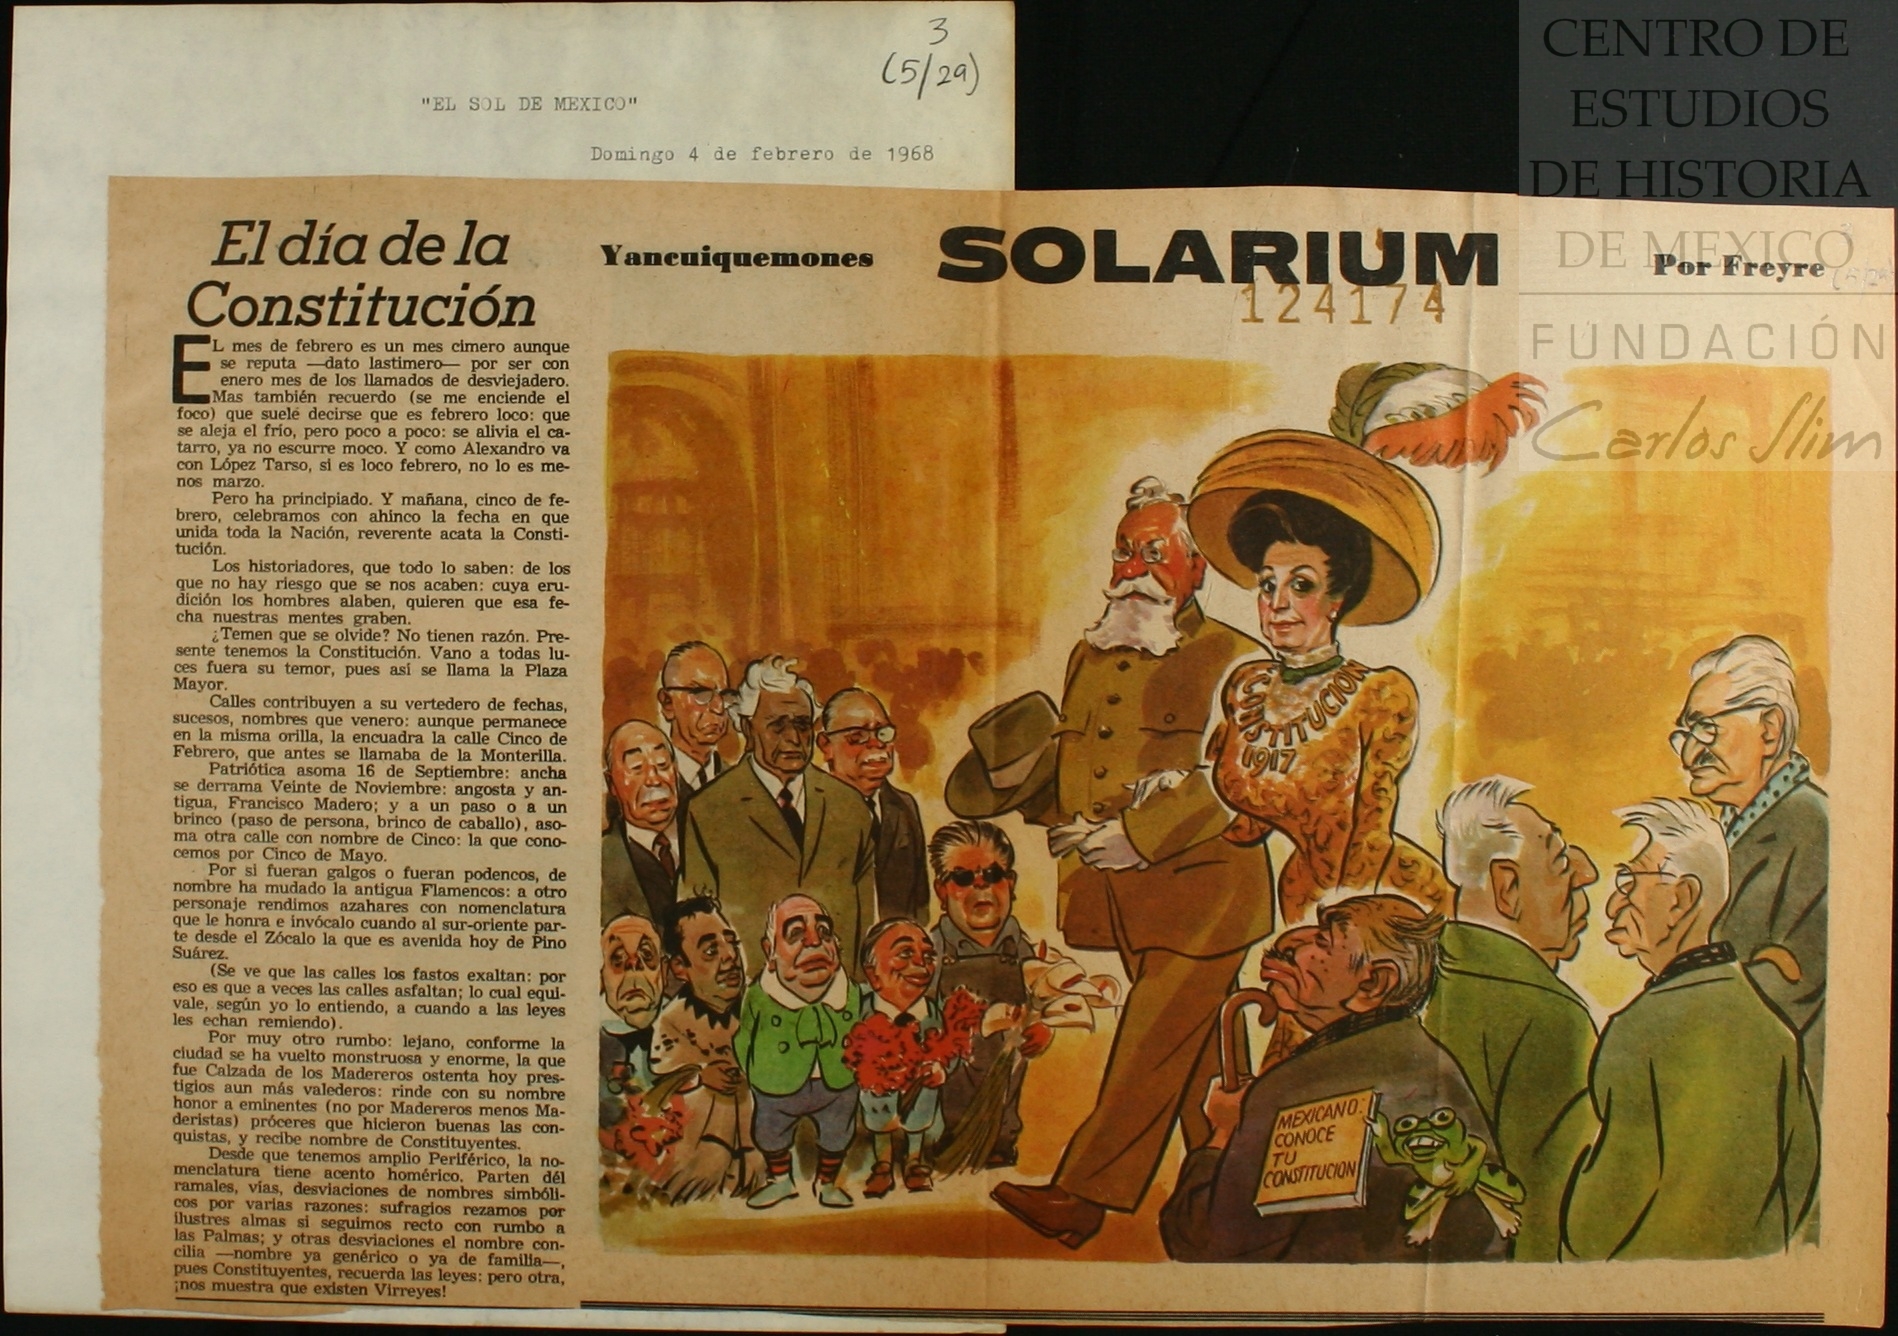 3
(5/29)
"EL SOL DE MEXICO"
Domingo 4 de febrero de 1968
CENTRO DE
ESTUDIOS
DE HISTORIA
DE MEXICO
FUNDACIÓN
Carlos Slim
El día de la
Constitución
EL mes de febrero es un mes cimero aunque
se reputa —dato lastimero— por ser con
enero mes de los llamados de desviejadero.
Mas también recuerdo (se me enciende el
foco) que suele decirse que es febrero loco: que
se aleja el frío, pero poco a poco: se alivia el ca-
tarro, ya no escurre moco. Y como Alexandro va
con López Tarso, si es loco febrero, no lo es me-
nos marzo.
Pero ha principiado. Y mañana, cinco de fe-
brero, celebramos con ahinco la fecha en que
unida toda la Nación, reverente acata la Consti-
tución.
Los historiadores, que todo lo saben: de los
que no hay riesgo que se nos acaben: cuya eru-
dición los hombres alaben, quieren que esa fe-
cha nuestras mentes graben.
¿Temen que se olvide? No tienen razón. Pre-
sente tenemos la Constitución. Vano a todas lu-
ces fuera su temor, pues así se llama la Plaza
Mayor.
Calles contribuyen a su vertedero de fechas,
sucesos, nombres que venero: aunque permanece
en la misma orilla, la encuadra la calle Cinco de
Febrero, que antes se llamaba de la Monterilla.
Patriótica asoma 16 de Septiembre: ancha
se derrama Veinte de Noviembre: angosta y an-
tigua, Francisco Madero; y a un paso o a un
brinco (paso de persona, brinco de caballo), aso-
ma otra calle con nombre de Cinco: la que cono-
cemos por Cinco de Mayo.
Por si fueran galgos o fueran podencos, de
nombre ha mudado la antigua Flamencos: a otro
personaje rendimos azahares con nomenclatura
que le honra e invócalo cuando al sur-oriente par-
te desde el Zócalo la que es avenida hoy de Pino
Suárez.
(Se ve que las calles los fastos exaltan: por
eso es que a veces las calles asfaltan; lo cual equi-
vale, según yo lo entiendo, a cuando a las leyes
les echan remiendo).
Por muy otro rumbo: lejano, conforme la
ciudad se ha vuelto monstruosa y enorme, la que
fue Calzada de los Madereros ostenta hoy pres-
tigios aun más valederos: rinde con su nombre
honor a eminentes (no por Madereros menos Ma-
deristas) próceres que hicieron buenas las con-
quistas, y recibe nombre de Constituyentes.
Desde que tenemos amplio Periférico, la no-
menclatura tiene acento homérico. Parten dél
ramales, vías, desviaciones de nombres simbóli-
cos por varias razones: sufragios rezamos por
ilustres almas si seguimos recto con rumbo a
las Palmas; y otras desviaciones el nombre con-
cilia —nombre ya genérico o ya de familia—,
pues Constituyentes, recuerda las leyes: pero otra,
¡nos muestra que existen Virreyes!
Yancuiquemones
SOLARIUM
Por Freyre
124174
CONSTITUCION
1917
MEXICANO:
CONOCE
TU
CONSTITUCION